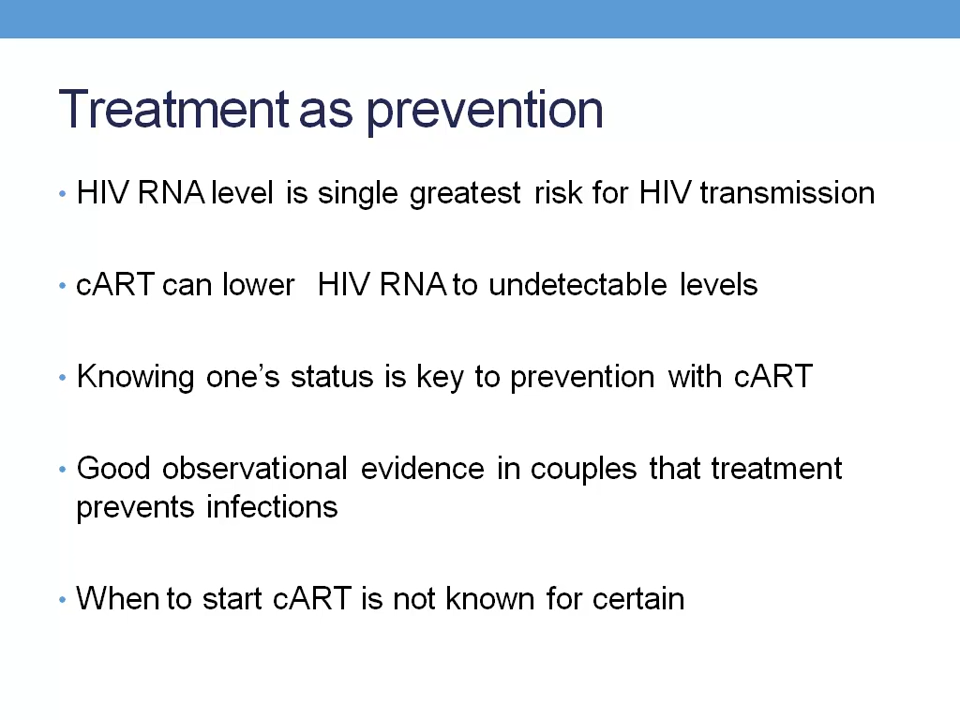 Treatment as prevention
• HIV RNA level is single greatest risk for HIV transmission
• cART can lower HIV RNA to undetectable levels
• Knowing one's status is key to prevention with cART
• Good observational evidence in couples that treatment
prevents infections
• When to start cART is not known for certain